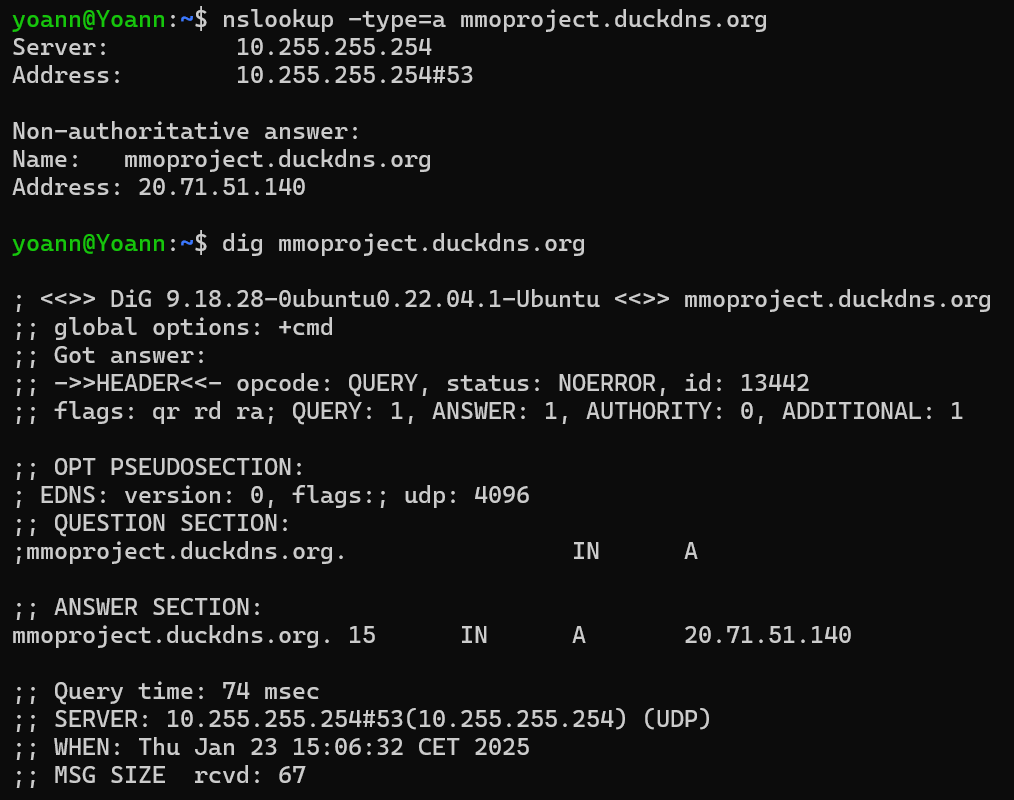 yoann@Yoann:~$ nslookup -type=a mmoproject.duckdns.org
Server:         10.255.255.254
Address:        10.255.255.254#53

Non-authoritative answer:
Name:   mmoproject.duckdns.org
Address: 20.71.51.140

yoann@Yoann:~$ dig mmoproject.duckdns.org

; <<>> DiG 9.18.28-0ubuntu0.22.04.1-Ubuntu <<>> mmoproject.duckdns.org
;; global options: +cmd
;; Got answer:
;; ->>HEADER<<- opcode: QUERY, status: NOERROR, id: 13442
;; flags: qr rd ra; QUERY: 1, ANSWER: 1, AUTHORITY: 0, ADDITIONAL: 1

;; OPT PSEUDOSECTION:
; EDNS: version: 0, flags:; udp: 4096
;; QUESTION SECTION:
;mmoproject.duckdns.org.                IN      A

;; ANSWER SECTION:
mmoproject.duckdns.org. 15      IN      A       20.71.51.140

;; Query time: 74 msec
;; SERVER: 10.255.255.254#53(10.255.255.254) (UDP)
;; WHEN: Thu Jan 23 15:06:32 CET 2025
;; MSG SIZE  rcvd: 67